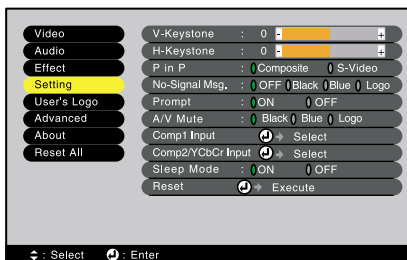 Video
Audio
Effect
Setting
User's Logo
Advanced
About
Reset All
V-Keystone : 0 - +
H-Keystone : 0 - +
P in P : Composite S-Video
No-Signal Msg. : OFF Black Blue Logo
Prompt : ON OFF
A/V Mute : Black Blue Logo
Comp1 Input Select
Comp2/YCbCr Input Select
Sleep Mode : ON OFF
Reset Execute
: Select : Enter